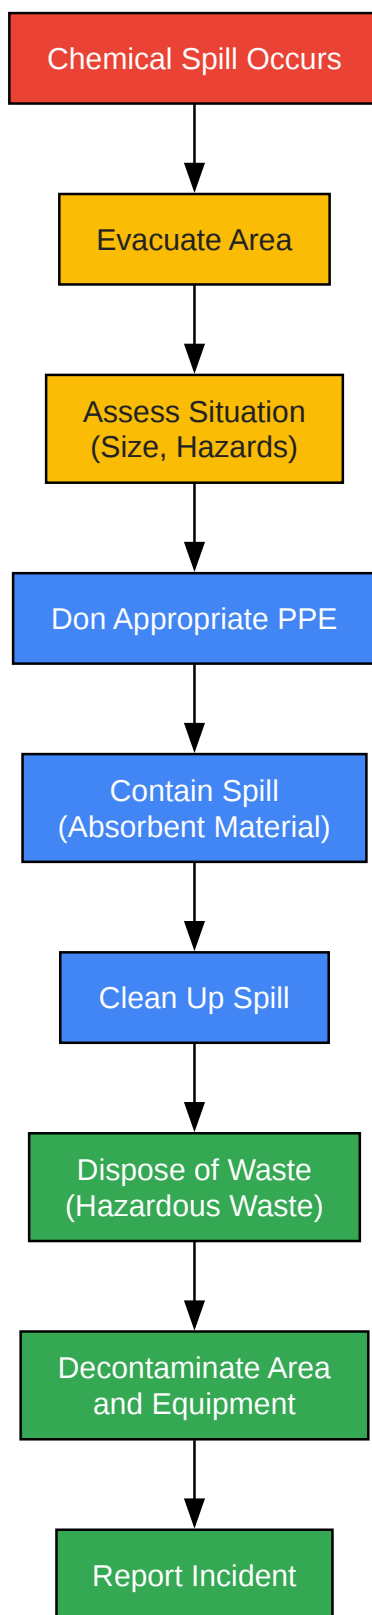 Chemical Spill Occurs
Evacuate Area
Assess Situation
(Size, Hazards)
Don Appropriate PPE
Contain Spill
(Absorbent Material)
Clean Up Spill
Dispose of Waste
(Hazardous Waste)
Decontaminate Area
and Equipment
Report Incident